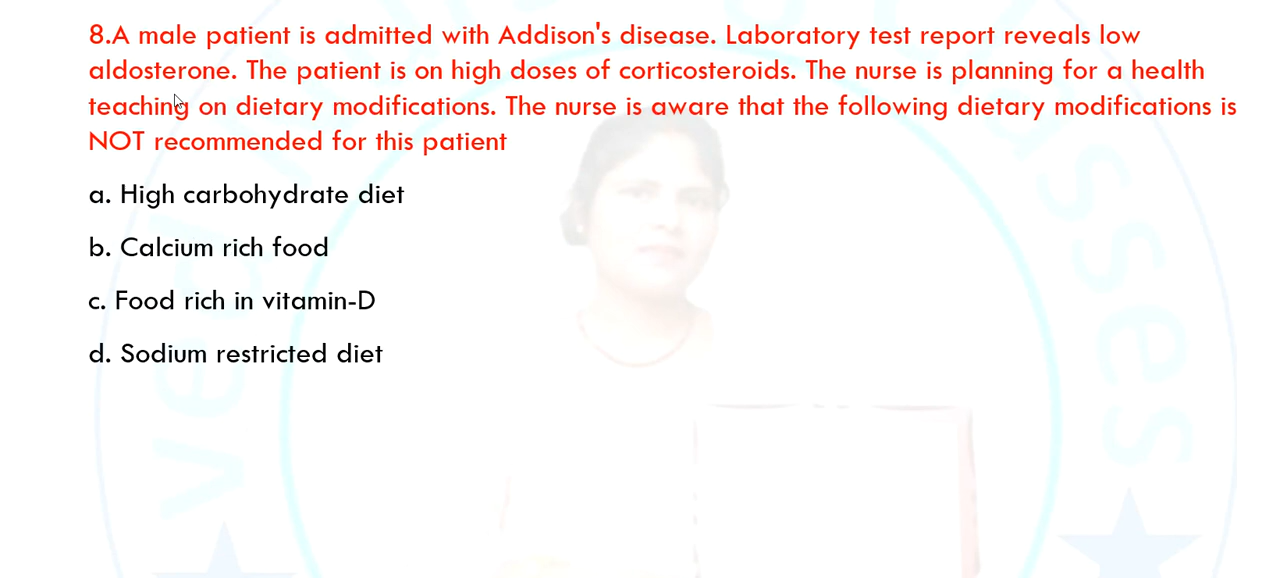 8.A male patient is admitted with Addison's disease. Laboratory test report reveals low
aldosterone. The patient is on high doses of corticosteroids. The nurse is planning for a health
teaching on dietary modifications. The nurse is aware that the following dietary modifications is
NOT recommended for this patient
a. High carbohydrate diet
b. Calcium rich food
c. Food rich in vitamin-D
d. Sodium restricted diet